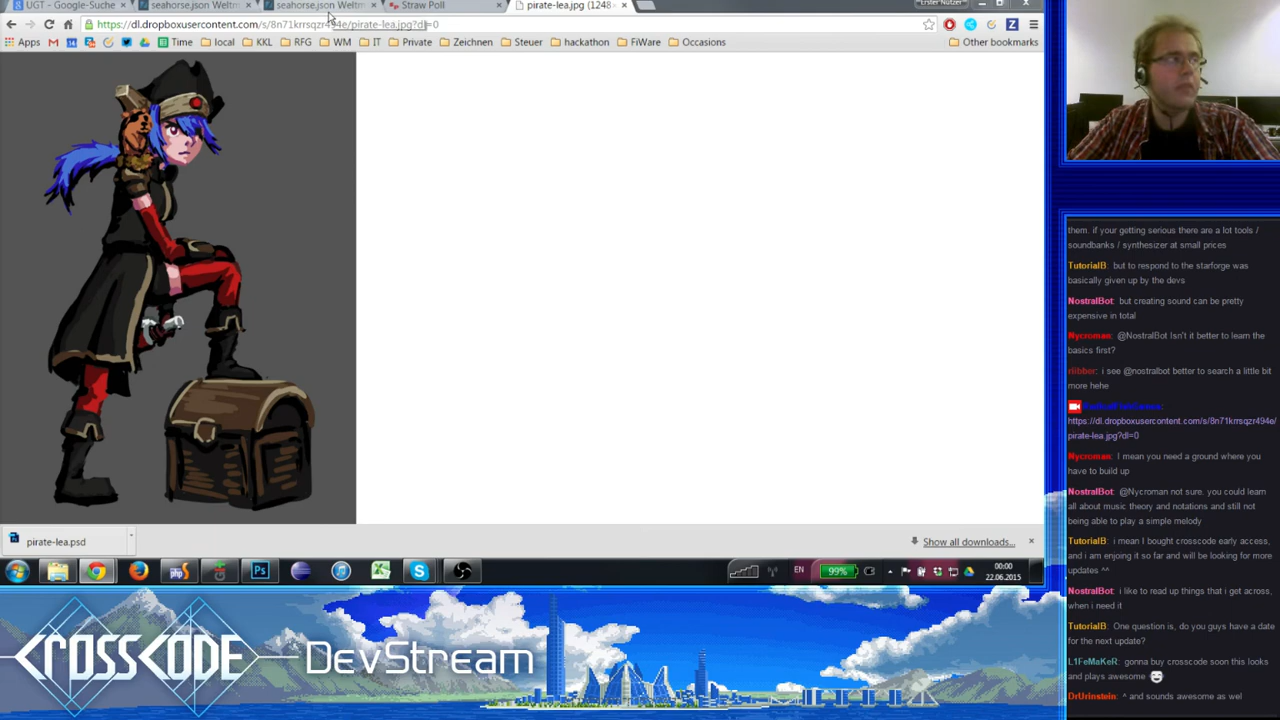 UGT - Google-Suche
seahorse.json Weltm
seahorse.json Weltm
Straw Poll
pirate-lea.jpg (1248
Erster Nutzer
https://dl.dropboxusercontent.com/s/8n71krrsqzr494e/pirate-lea.jpg?dl=0
Apps
Time
local
KKL
RFG
WM
IT
Private
Zeichnen
Steuer
hackathon
FiWare
Occasions
Other bookmarks
them. if your getting serious there are a lot tools /
soundbanks / synthesizer at small prices
TutorialB: but to respond to the starforge was
basically given up by the devs
NostralBot: but creating sound can be pretty
expensive in total
Nycroman: @NostralBot Isn't it better to learn the
basics first?
riibber: i see @nostralbot better to search a little bit
more hehe
https://dl.dropboxusercontent.com/s/8n71krrsqzr494e/
pirate-lea.jpg?dl=0
Nycroman: I mean you need a ground where you
have to build up
NostralBot: @Nycroman not sure. you could learn
all about music theory and notations and still not
being able to play a simple melody
TutorialB: i mean I bought crosscode early access,
and i am enjoying it so far and will be looking for more
updates ^^
NostralBot: i like to read up things that i get across,
when i need it
TutorialB: One question is, do you guys have a date
for the next update?
L1FeMaKeR: gonna buy crosscode soon this looks
and plays awesome
DrUrinstein: ^ and sounds awesome as wel
pirate-lea.psd
Show all downloads...
Ps
EN
99%
00:00
22.06.2015
CROSSCODE DevStream